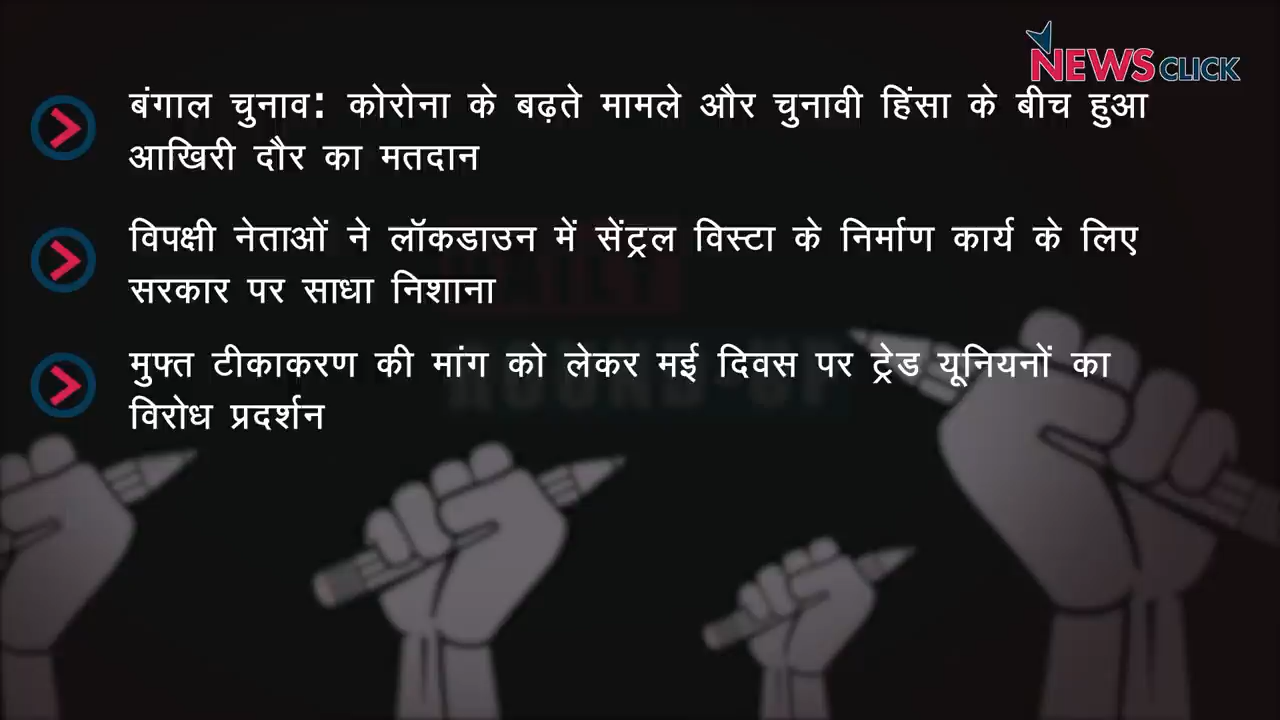 NEWSCLICK
बंगाल चुनाव: कोरोना के बढ़ते मामले और चुनावी हिंसा के बीच हुआ
आखिरी दौर का मतदान
विपक्षी नेताओं ने लॉकडाउन में सेंट्रल विस्टा के निर्माण कार्य के लिए
सरकार पर साधा निशाना
मुफ्त टीकाकरण की मांग को लेकर मई दिवस पर ट्रेड यूनियनों का
विरोध प्रदर्शन